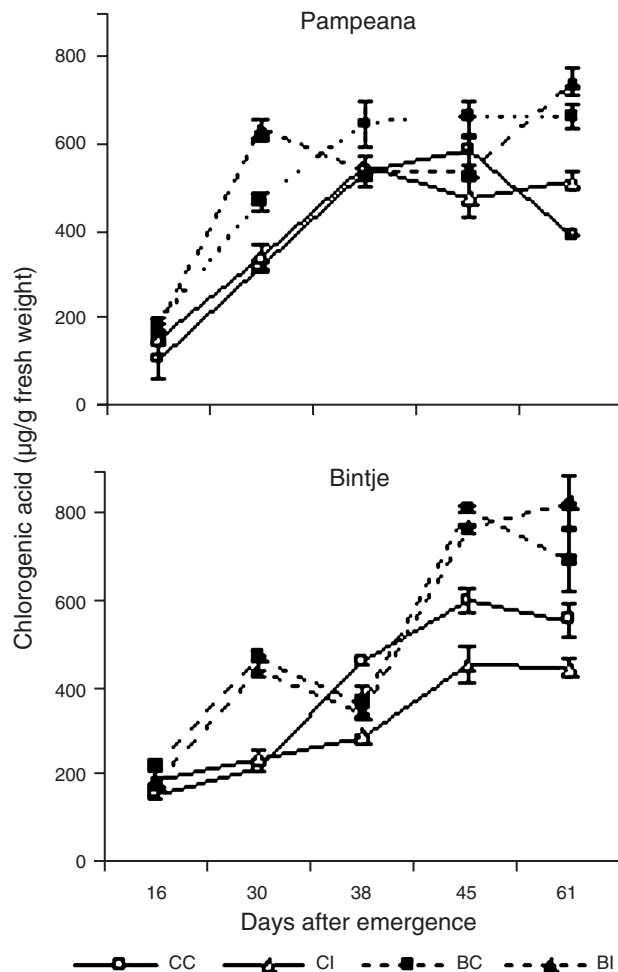 Pampeana
800
600
400
200
0
Chlorogenic acid (µg/g fresh weight)
Bintje
800
600
400
200
0
16 30 38 45 61
Days after emergence
CC CI BC BI